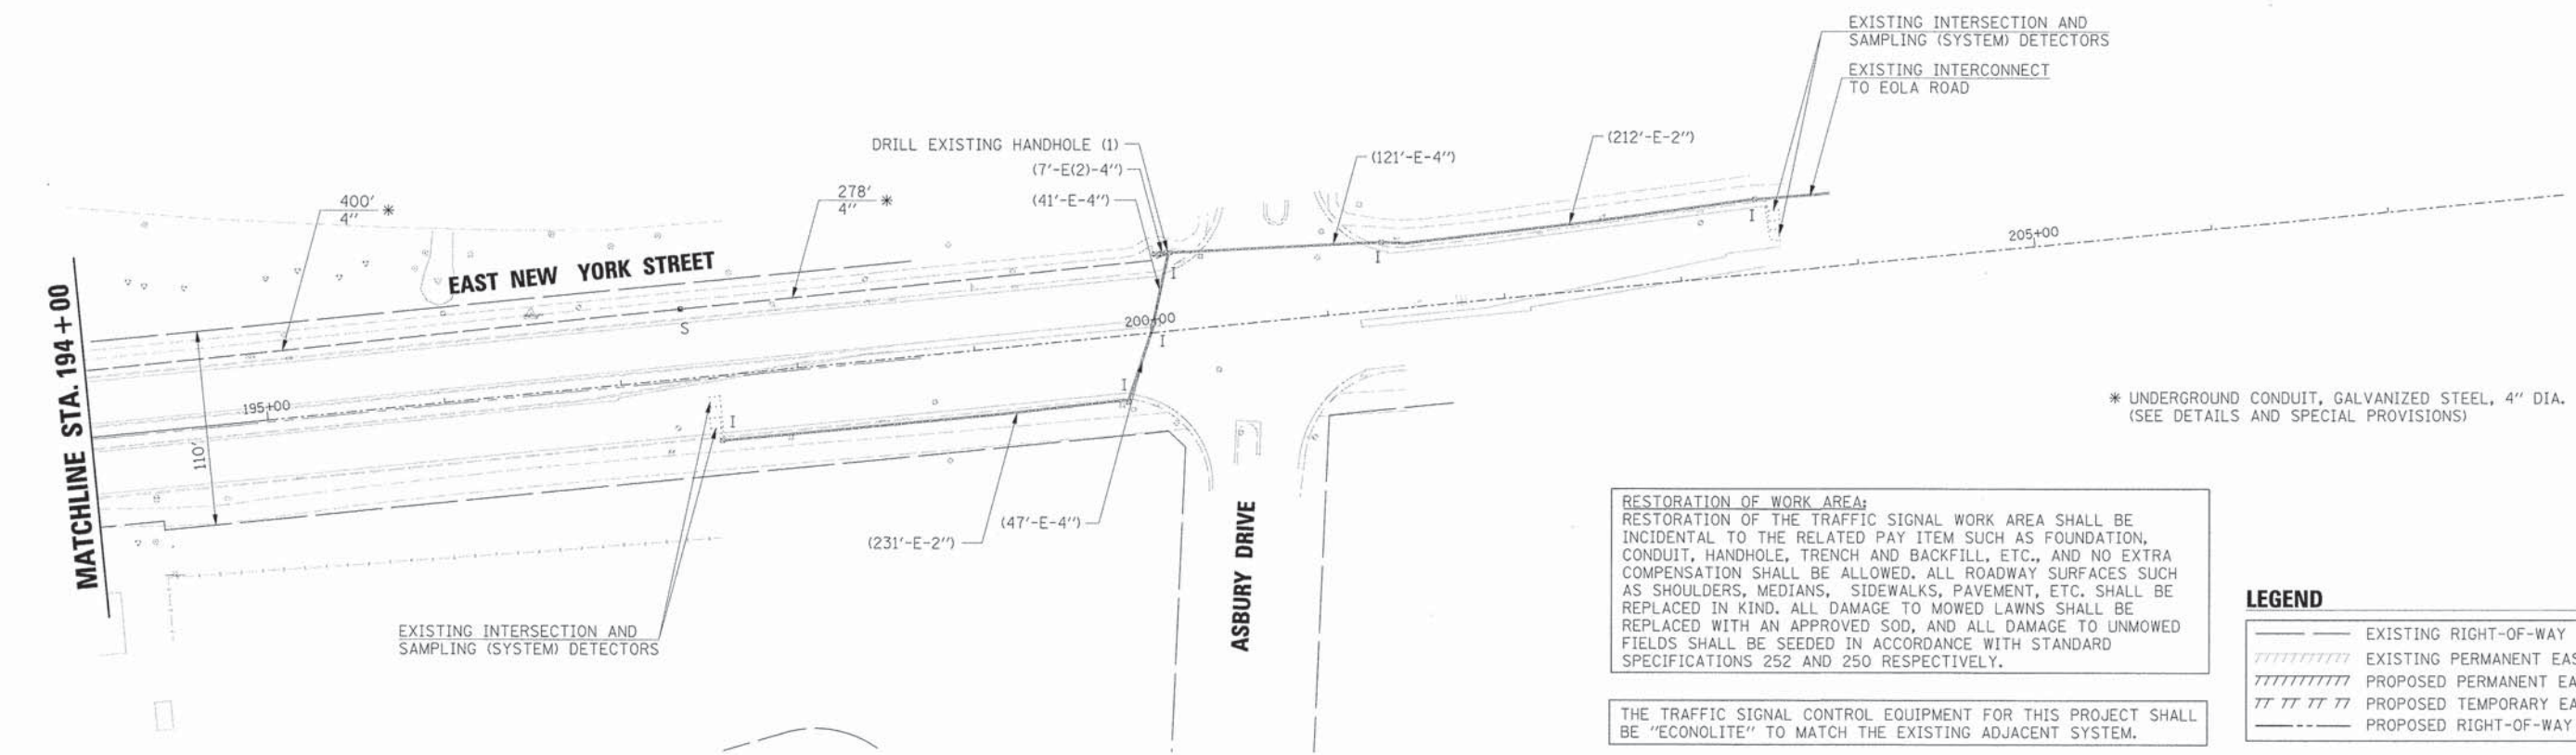 EXISTING INTERSECTION AND
SAMPLING (SYSTEM) DETECTORS
EXISTING INTERCONNECT
TO EOLA ROAD
DRILL EXISTING HANDHOLE (1)
(7'-E(2)-4")
(41'-E-4")
(121'-E-4")
(212'-E-2")
400'
4" *
278'
4" *
EAST NEW YORK STREET
S
I
I
I
200+00
I
205+00
MATCHLINE STA. 194+00
195+00
110'
I
I
* UNDERGROUND CONDUIT, GALVANIZED STEEL, 4" DIA.
(SEE DETAILS AND SPECIAL PROVISIONS)
(47'-E-4")
(231'-E-2")
ASBURY DRIVE
EXISTING INTERSECTION AND
SAMPLING (SYSTEM) DETECTORS
RESTORATION OF WORK AREA:
RESTORATION OF THE TRAFFIC SIGNAL WORK AREA SHALL BE
INCIDENTAL TO THE RELATED PAY ITEM SUCH AS FOUNDATION,
CONDUIT, HANDHOLE, TRENCH AND BACKFILL, ETC., AND NO EXTRA
COMPENSATION SHALL BE ALLOWED. ALL ROADWAY SURFACES SUCH
AS SHOULDERS, MEDIANS, SIDEWALKS, PAVEMENT, ETC. SHALL BE
REPLACED IN KIND. ALL DAMAGE TO MOWED LAWNS SHALL BE
REPLACED WITH AN APPROVED SOD, AND ALL DAMAGE TO UNMOWED
FIELDS SHALL BE SEEDED IN ACCORDANCE WITH STANDARD
SPECIFICATIONS 252 AND 250 RESPECTIVELY.
THE TRAFFIC SIGNAL CONTROL EQUIPMENT FOR THIS PROJECT SHALL
BE "ECONOLITE" TO MATCH THE EXISTING ADJACENT SYSTEM.
LEGEND
EXISTING RIGHT-OF-WAY
EXISTING PERMANENT EAS
PROPOSED PERMANENT EA
PROPOSED TEMPORARY EA
PROPOSED RIGHT-OF-WAY